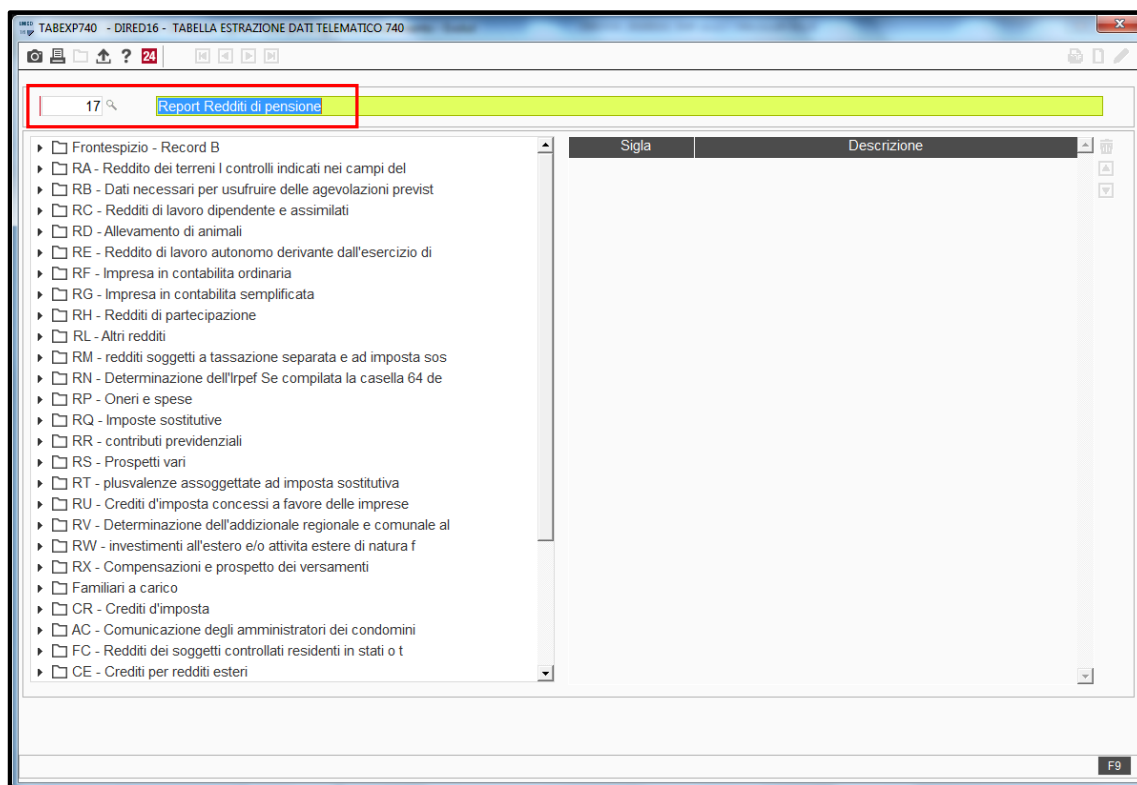 TABEXP740 - DIRED16 - TABELLA ESTRAZIONE DATI TELEMATICO 740
? 24
17 Report Redditi di pensione
Frontespizio - Record B
RA - Reddito dei terreni I controlli indicati nei campi del
RB - Dati necessari per usufruire delle agevolazioni previst
RC - Redditi di lavoro dipendente e assimilati
RD - Allevamento di animali
RE - Reddito di lavoro autonomo derivante dall'esercizio di
RF - Impresa in contabilita ordinaria
RG - Impresa in contabilita semplificata
RH - Redditi di partecipazione
RL - Altri redditi
RM - redditi soggetti a tassazione separata e ad imposta sos
RN - Determinazione dell'Irpef Se compilata la casella 64 de
RP - Oneri e spese
RQ - Imposte sostitutive
RR - contributi previdenziali
RS - Prospetti vari
RT - plusvalenze assoggettate ad imposta sostitutiva
RU - Crediti d'imposta concessi a favore delle imprese
RV - Determinazione dell'addizionale regionale e comunale al
RW - investimenti all'estero e/o attivita estere di natura f
RX - Compensazioni e prospetto dei versamenti
Familiari a carico
CR - Crediti d'imposta
AC - Comunicazione degli amministratori dei condomini
FC - Redditi dei soggetti controllati residenti in stati o t
CE - Crediti per redditi esteri
Sigla Descrizione
F9